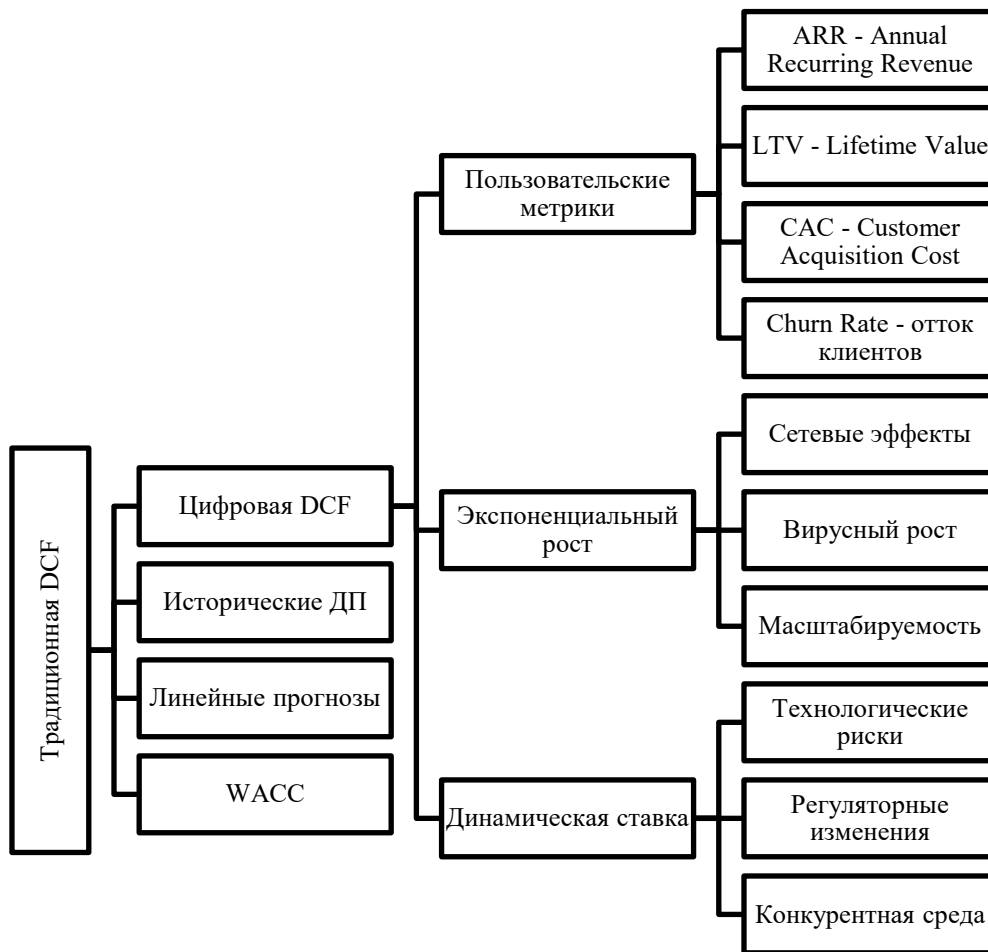 Традиционная DCF
Цифровая DCF
Исторические ДП
Линейные прогнозы
WACC
Пользовательские
метрики
ARR - Annual
Recurring Revenue
LTV - Lifetime Value
CAC - Customer
Acquisition Cost
Churn Rate - отток
клиентов
Экспоненциальный
рост
Сетевые эффекты
Вирусный рост
Масштабируемость
Динамическая ставка
Технологические
риски
Регуляторные
изменения
Конкурентная среда